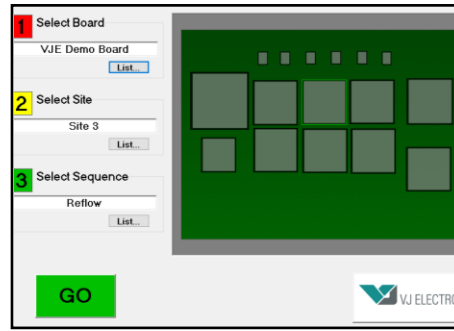 1 Select Board
VJE Demo Board
List...
2 Select Site
Site 3
List...
3 Select Sequence
Reflow
List...
GO
VJ ELECTRO